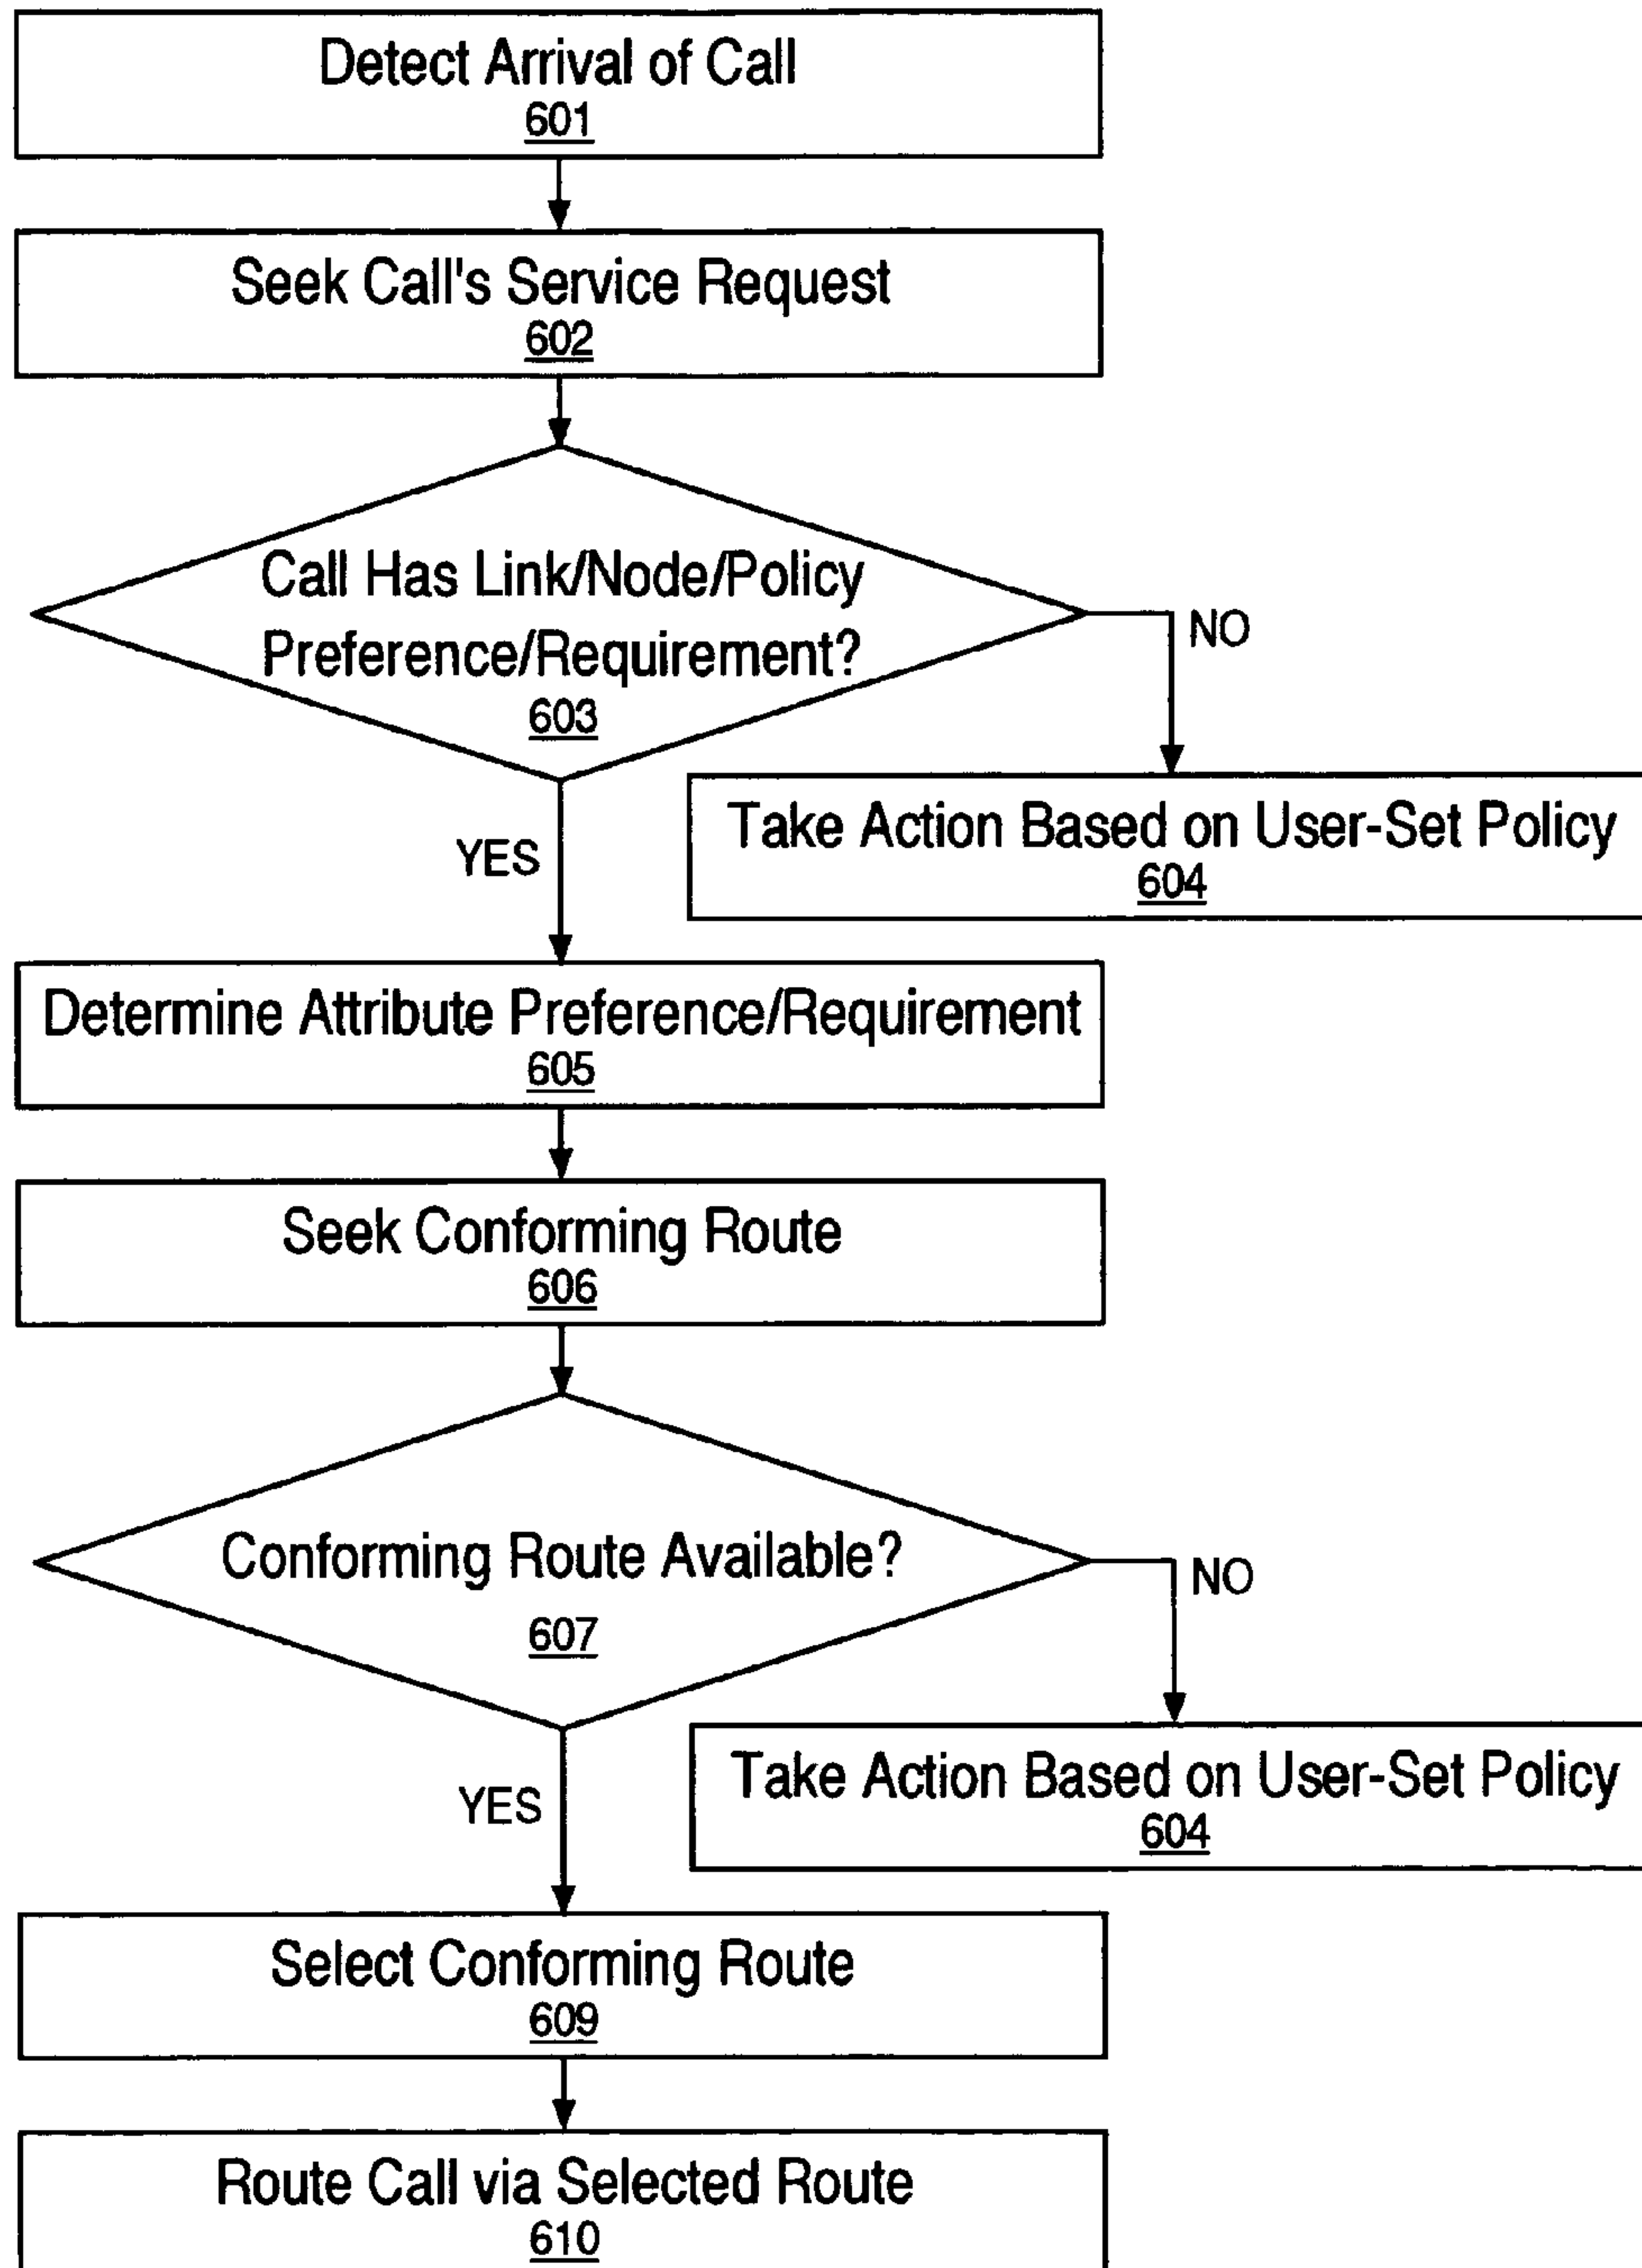 Detect Arrival of Call
601
Seek Call's Service Request
602
Call Has Link/Node/Policy
Preference/Requirement?
603
NO
Take Action Based on User-Set Policy
604
YES
Determine Attribute Preference/Requirement
605
Seek Conforming Route
606
Conforming Route Available?
607
NO
Take Action Based on User-Set Policy
604
YES
Select Conforming Route
609
Route Call via Selected Route
610